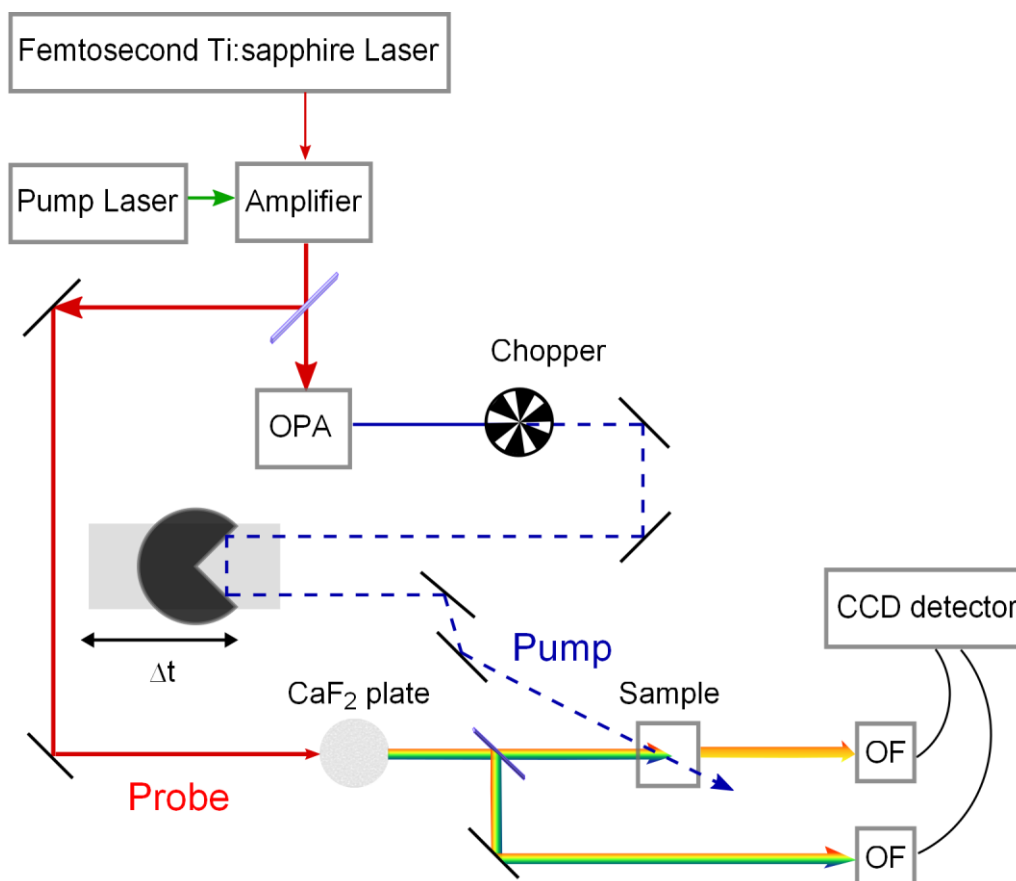 Femtosecond Ti:sapphire Laser
Pump Laser
Amplifier
Chopper
OPA
CCD detector
Δt
Pump
CaF₂ plate
Sample
OF
Probe
OF